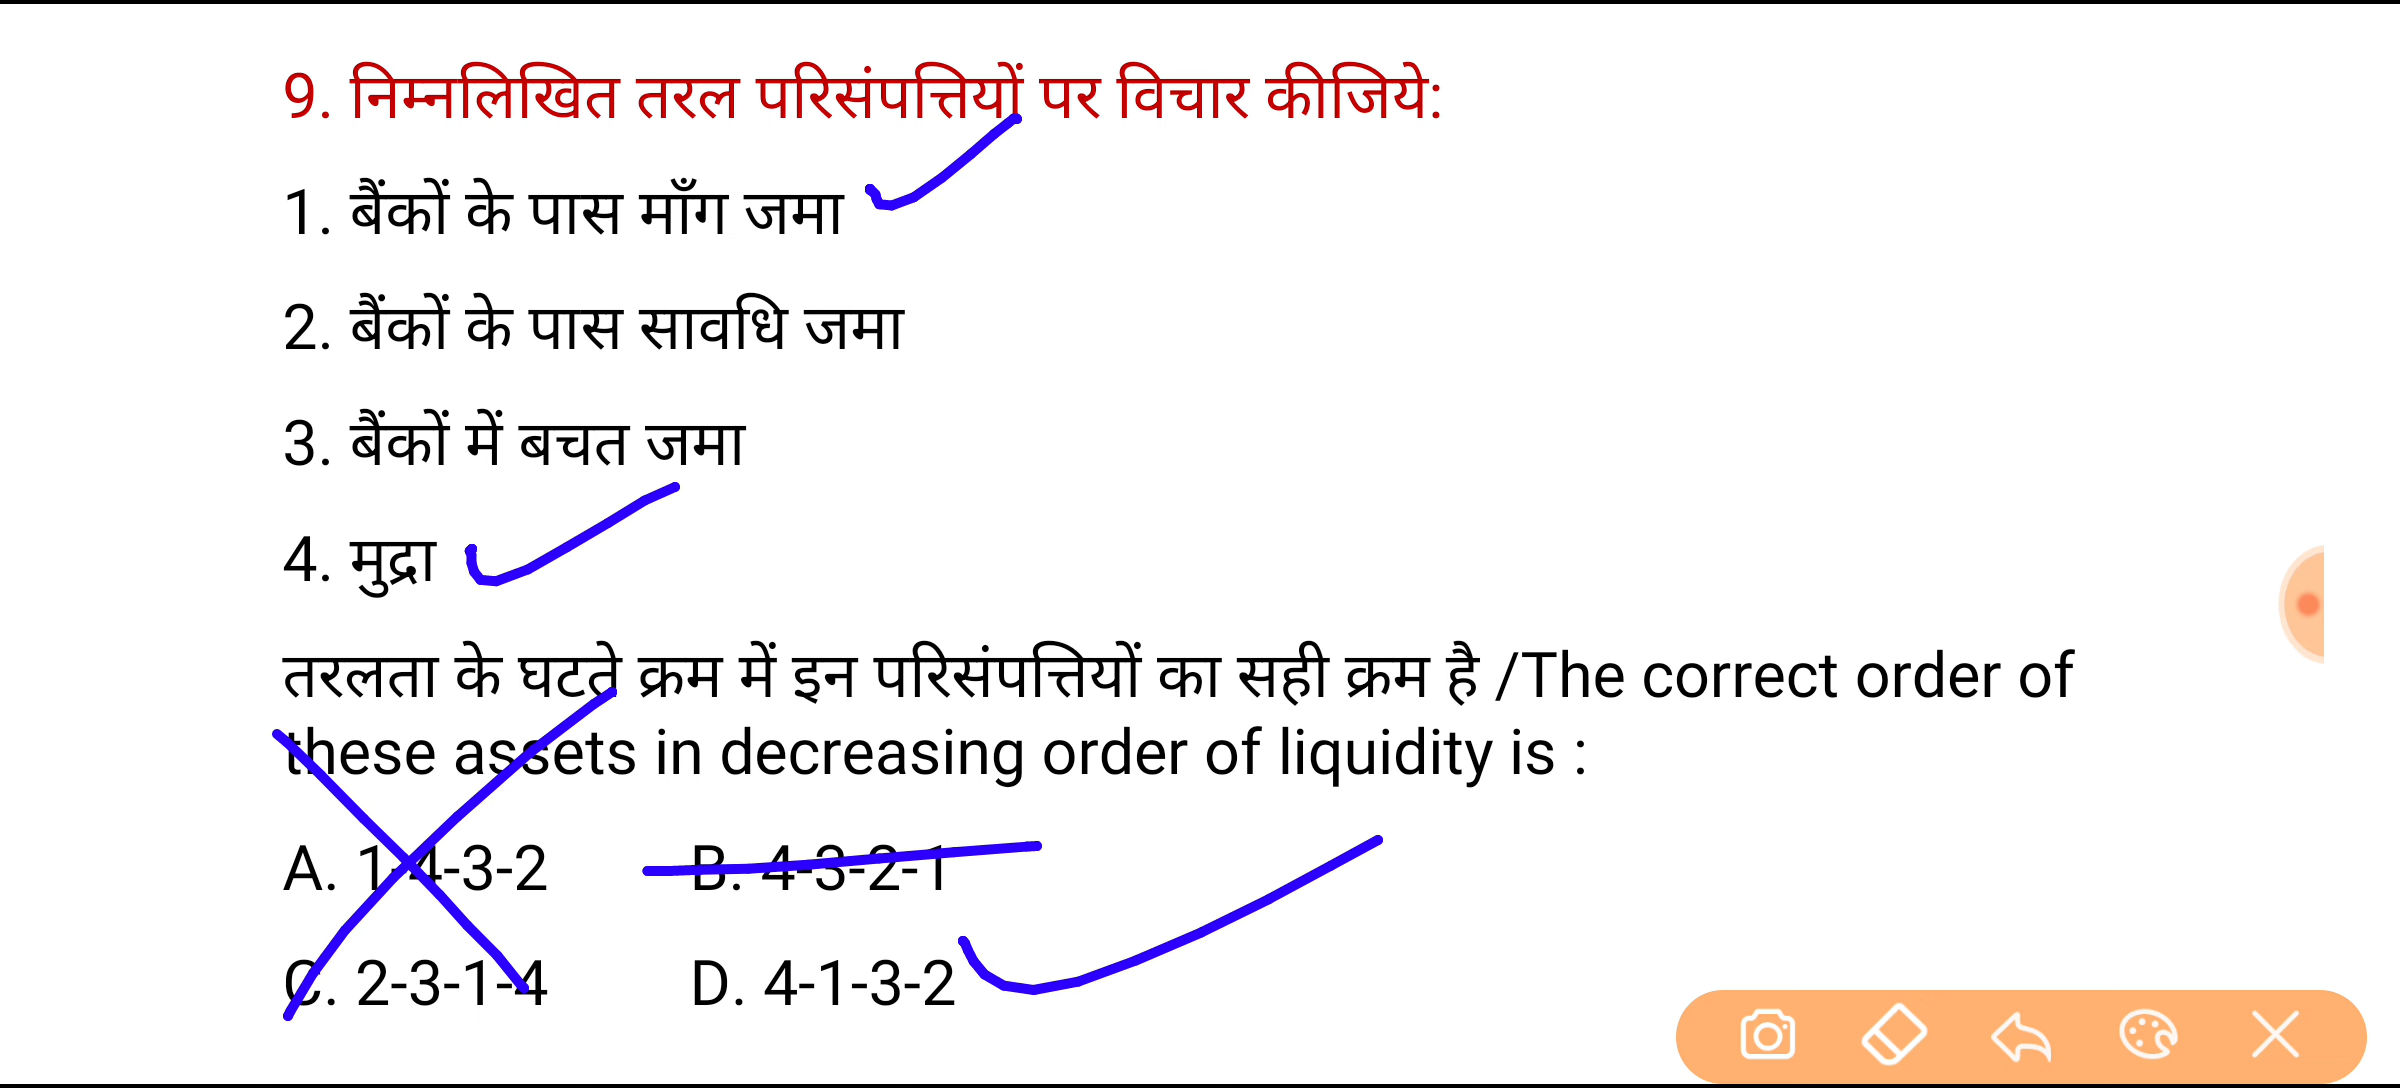 9. निम्नलिखित तरल परिसंपत्तियों पर विचार कीजिये:
1. बैंकों के पास माँग जमा
2. बैंकों के पास सावधि जमा
3. बैंकों में बचत जमा
4. मुद्रा
तरलता के घटते क्रम में इन परिसंपत्तियों का सही क्रम है /The correct order of
these assets in decreasing order of liquidity is :
A. 1-4-3-2 B. 4-3-2-1
C. 2-3-1-4 D. 4-1-3-2